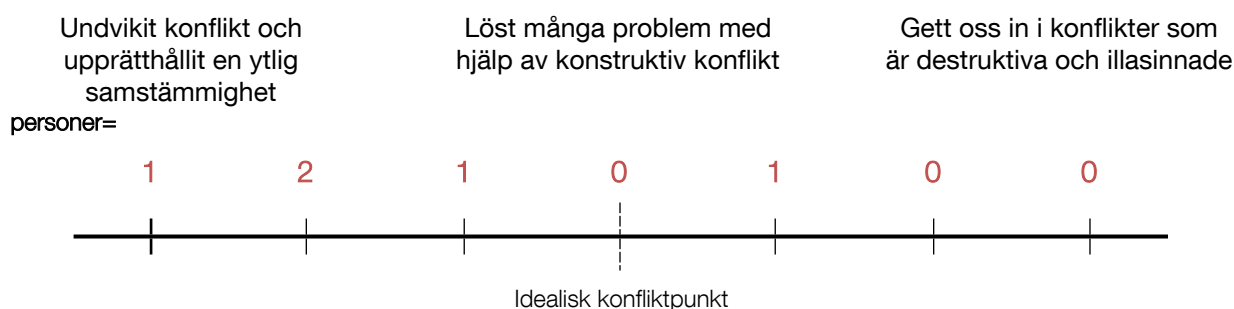 Undvikit konflikt och
upprätthållit en ytlig
samstämmighet
Löst många problem med
hjälp av konstruktiv konflikt
Gett oss in i konflikter som
är destruktiva och illasinnade
personer=
1 2 1 0 1 0 0
Idealisk konfliktpunkt